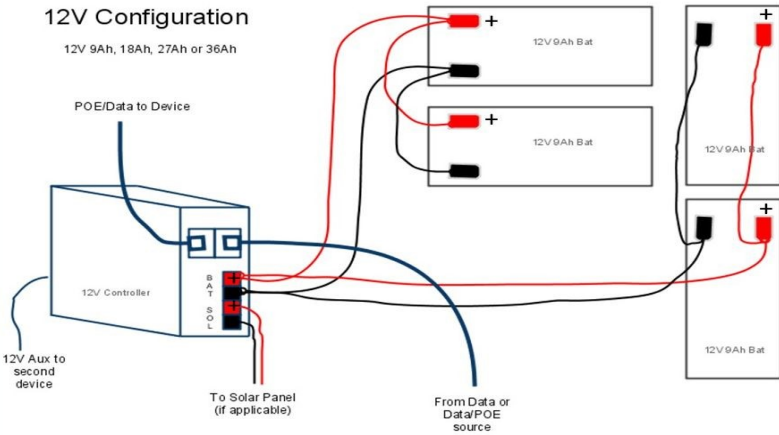 12V Configuration
12V 9Ah, 18Ah, 27Ah or 36Ah
POE/Data to Device
+
12V9Ah Bat
+
12V9Ah Bat
+
12V9Ah Bat
+
12V9Ah Bat
12V Controller
B
A
T
+
S
O
L
+
12V Aux to
second
device
To Solar Panel
(if applicable)
From Data or
Data/POE
source